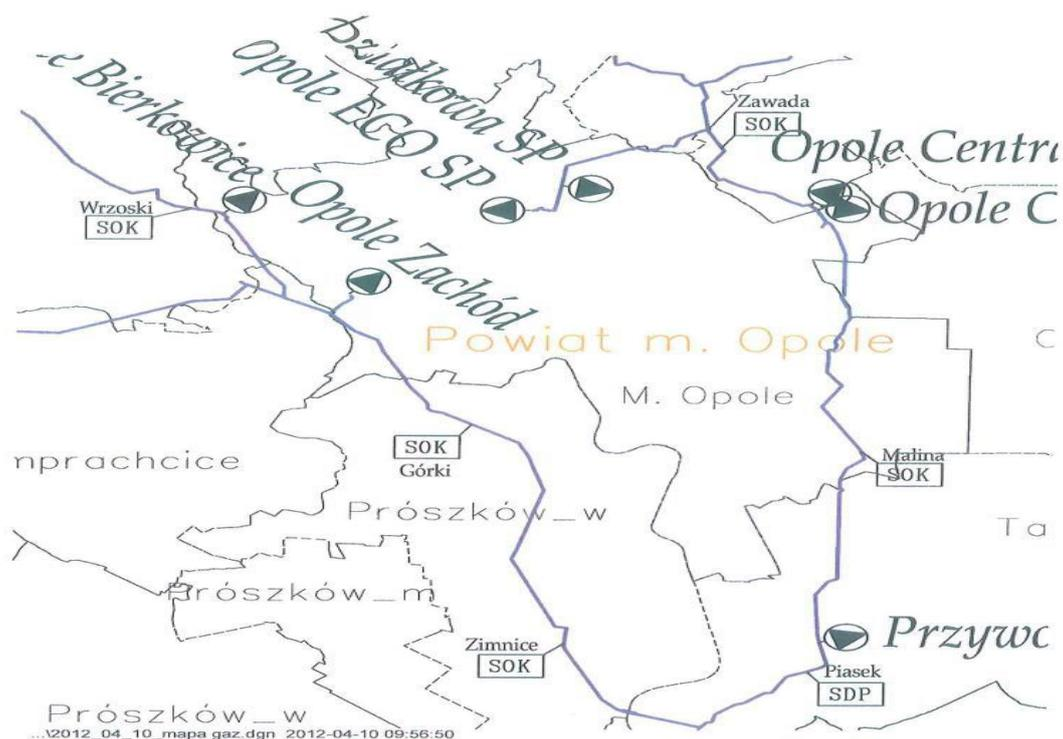 Działkowa SP
Opole ECO SP
Bierkowice
Opole Zachód
Zawada
SOK
Opole Centr
Opole C
Wrzoski
SOK
Powiat m. Opole
M. Opole
SOK
Górki
Malina
SOK
mprachcice
Prószków_w
Ta
Prószków_m
Zimnice
SOK
Przywo
Piasek
SDP
Prószków_w
...\2012_04_10_mapa gaz.dgn 2012-04-10 09:56:50